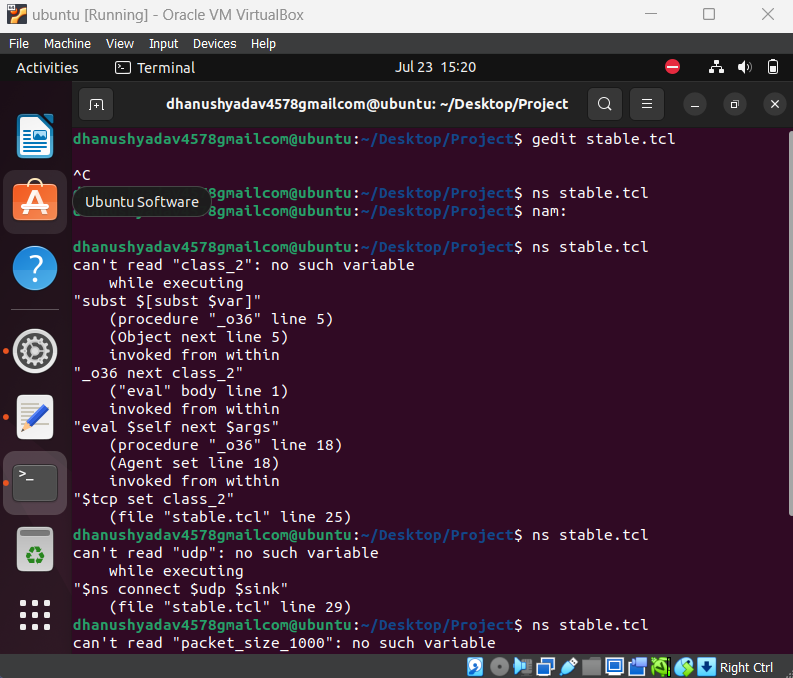 ubuntu [Running] - Oracle VM VirtualBox
File Machine View Input Devices Help
Activities Terminal Jul 23 15:20
dhanushyadav4578gmailcom@ubuntu: ~/Desktop/Project
dhanushyadav4578gmailcom@ubuntu:~/Desktop/Project$ gedit stable.tcl
^C
8gmailcom@ubuntu:~/Desktop/Project$ ns stable.tcl
Ubuntu Software
8gmailcom@ubuntu:~/Desktop/Project$ nam:
dhanushyadav4578gmailcom@ubuntu:~/Desktop/Project$ ns stable.tcl
can't read "class_2": no such variable
while executing
"subst $[subst $var]"
(procedure "_o36" line 5)
(Object next line 5)
invoked from within
"_o36 next class_2"
("eval" body line 1)
invoked from within
"eval $self next $args"
(procedure "_o36" line 18)
(Agent set line 18)
invoked from within
"$tcp set class_2"
(file "stable.tcl" line 25)
dhanushyadav4578gmailcom@ubuntu:~/Desktop/Project$ ns stable.tcl
can't read "udp": no such variable
while executing
"$ns connect $udp $sink"
(file "stable.tcl" line 29)
dhanushyadav4578gmailcom@ubuntu:~/Desktop/Project$ ns stable.tcl
can't read "packet_size_1000": no such variable
Right Ctrl